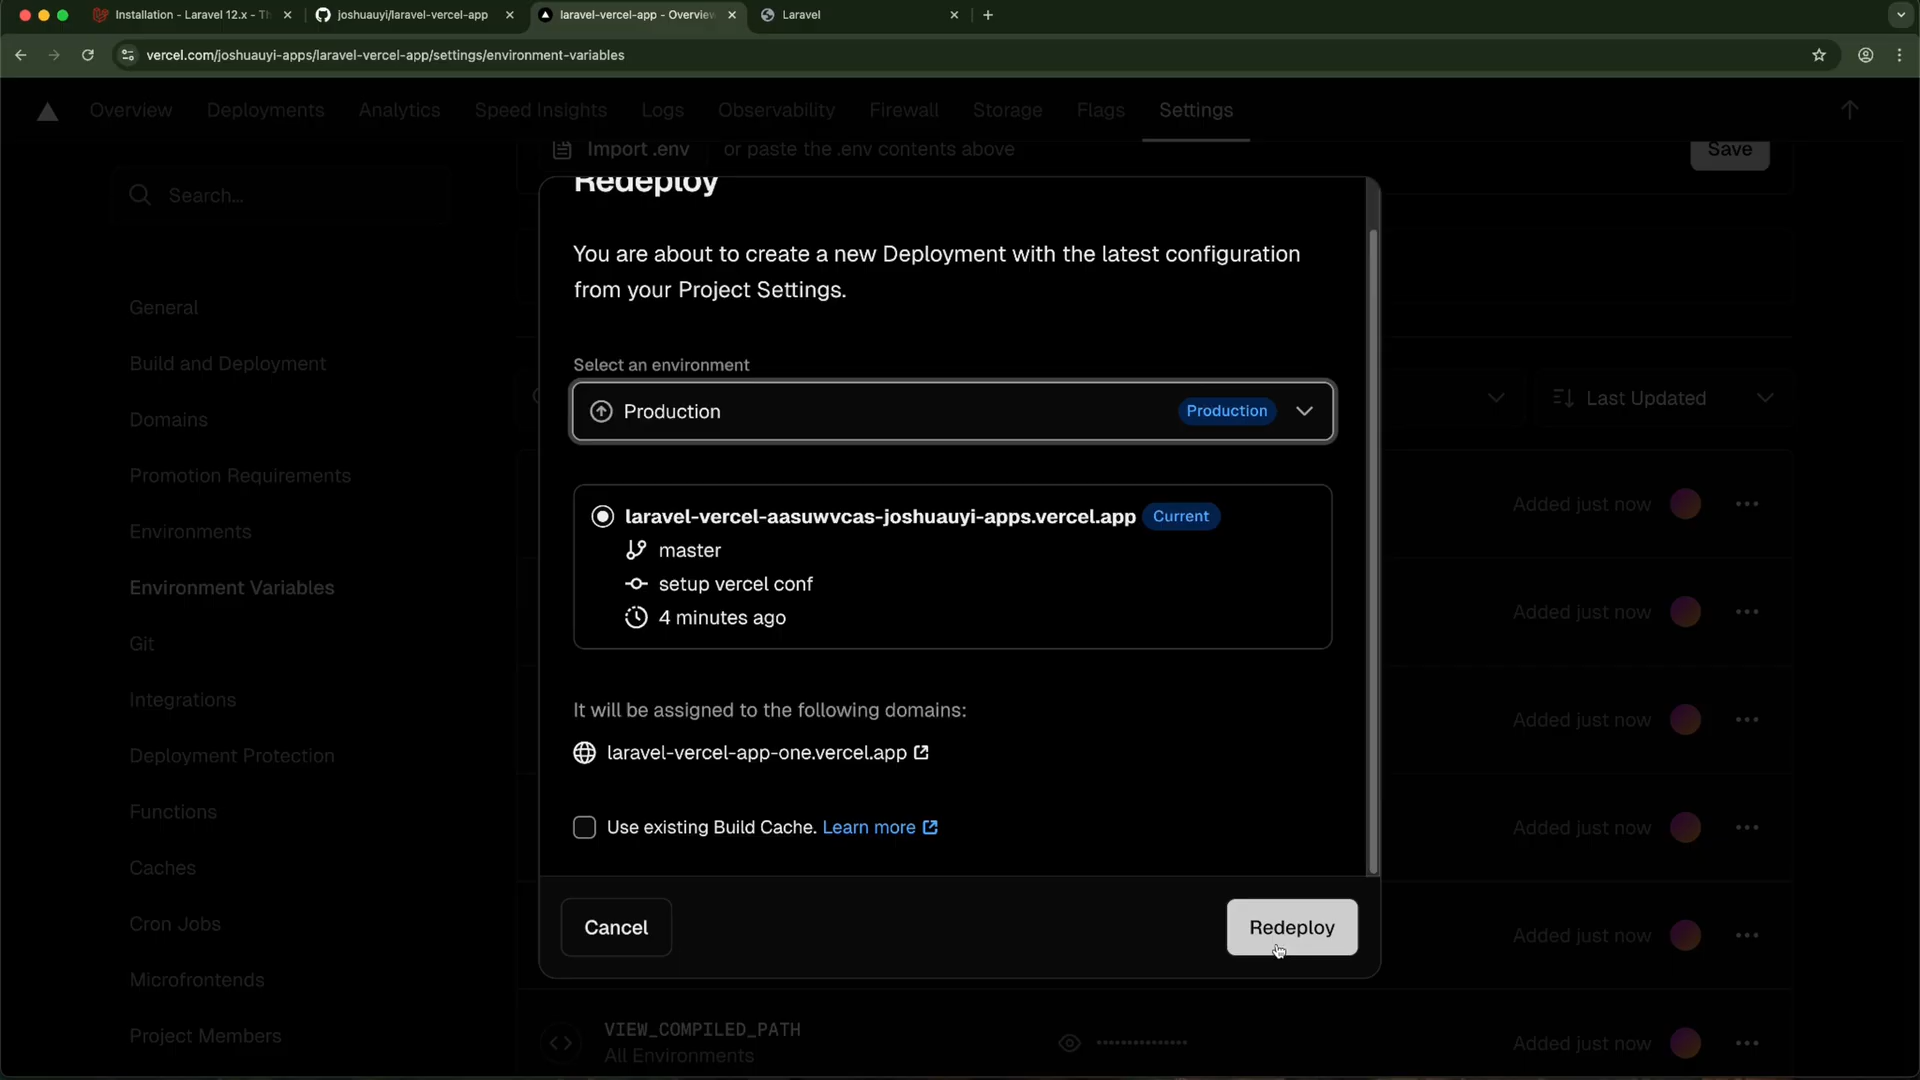 Installation - Laravel 12.x - Th
joshuauyi/laravel-vercel-app
laravel-vercel-app - Overview
Laravel
vercel.com/joshuauyi-apps/laravel-vercel-app/settings/environment-variables
Overview
Deployments
Analytics
Speed Insights
Logs
Observability
Firewall
Storage
Flags
Settings
Import .env
or paste the .env contents above
Save
Search...
General
Build and Deployment
Domains
Promotion Requirements
Environments
Environment Variables
Git
Integrations
Deployment Protection
Functions
Caches
Cron Jobs
Microfrontends
Project Members
Redeploy
You are about to create a new Deployment with the latest configuration
from your Project Settings.
Select an environment
Production
Production
laravel-vercel-aasuwvcas-joshuauyi-apps.vercel.app
Current
master
setup vercel conf
4 minutes ago
It will be assigned to the following domains:
laravel-vercel-app-one.vercel.app
Use existing Build Cache. Learn more
Cancel
Redeploy
Last Updated
Added just now
Added just now
Added just now
Added just now
Added just now
VIEW_COMPILED_PATH
All Environments
••••••••••••••
Added just now